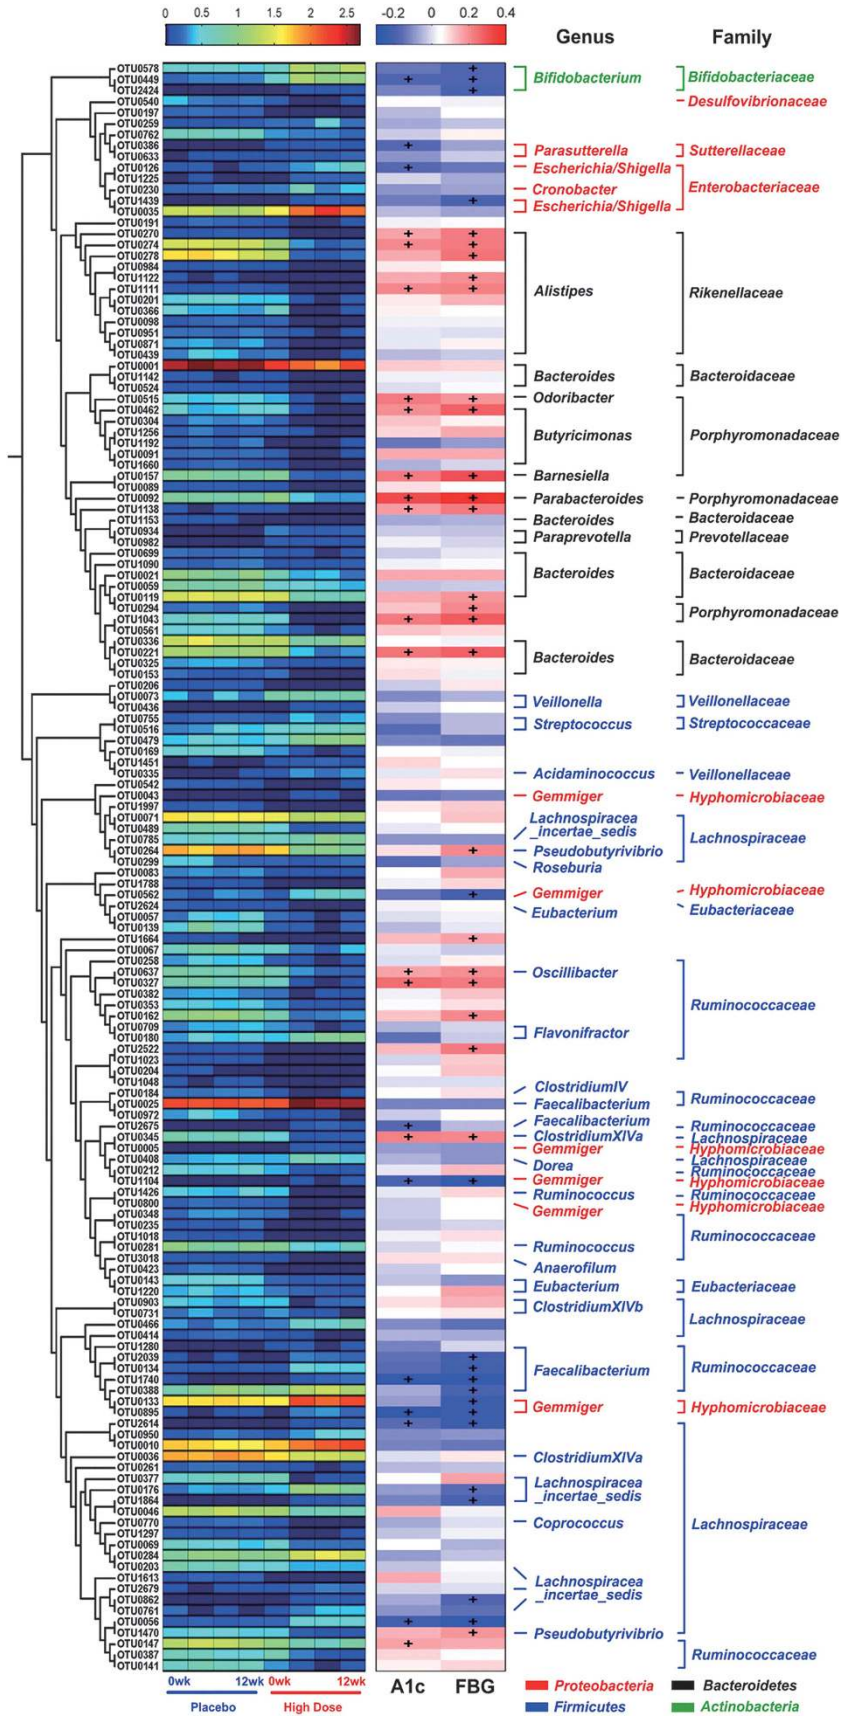 0 0.5 1 1.5 2 2.5
-0.2 0 0.2 0.4
Genus Family
OTU0578
OTU0449 Bifidobacterium Bifidobacteriaceae
OTU2424
OTU0540 Desulfovibrionaceae
OTU0197
OTU0259
OTU0762
OTU0386 Parasutterella Sutterellaceae
OTU0633
OTU0126 Escherichia/Shigella
OTU1225
OTU0230 Cronobacter Enterobacteriaceae
OTU1439
OTU0035 Escherichia/Shigella
OTU0191
OTU0270
OTU0274
OTU0278
OTU0984
OTU1122
OTU1111 Alistipes Rikenellaceae
OTU0201
OTU0366
OTU0098
OTU0951
OTU0871
OTU0439
OTU0001
OTU1142 Bacteroides Bacteroidaceae
OTU0524
OTU0515 Odoribacter
OTU0462
OTU0304
OTU1256 Butyricimonas Porphyromonadaceae
OTU1192
OTU0091
OTU1660
OTU0157 Barnesiella
OTU0089
OTU0092 Parabacteroides Porphyromonadaceae
OTU1138
OTU1153 Bacteroides Bacteroidaceae
OTU0934 Paraprevotella Prevotellaceae
OTU0982
OTU0699
OTU1090
OTU0021 Bacteroides Bacteroidaceae
OTU0059
OTU0119
OTU0294 Porphyromonadaceae
OTU1043
OTU0561
OTU0336
OTU0221 Bacteroides Bacteroidaceae
OTU0325
OTU0153
OTU0206
OTU0073 Veillonella Veillonellaceae
OTU0436
OTU0755 Streptococcus Streptococcaceae
OTU0516
OTU0479
OTU0169
OTU1451
OTU0335 Acidaminococcus Veillonellaceae
OTU0542
OTU0043 Gemmiger Hyphomicrobiaceae
OTU1997
OTU0071 Lachnospiracea
OTU0489 _incertae_sedis Lachnospiraceae
OTU0785
OTU0264 Pseudobutyrivibrio
OTU0299 Roseburia
OTU0083
OTU1788
OTU0562 Gemmiger Hyphomicrobiaceae
OTU2624 Eubacterium Eubacteriaceae
OTU0057
OTU0139
OTU1664
OTU0067
OTU0258
OTU0637 Oscillibacter
OTU0327
OTU0382
OTU0353 Ruminococcaceae
OTU0162
OTU0709 Flavonifractor
OTU0180
OTU2522
OTU1023
OTU0204
OTU1048
OTU0184 ClostridiumIV
OTU0025 Faecalibacterium Ruminococcaceae
OTU0972
OTU2675 Faecalibacterium Ruminococcaceae
OTU0345 ClostridiumXIVa Lachnospiraceae
OTU0005 Gemmiger Hyphomicrobiaceae
OTU0408 Dorea Lachnospiraceae
OTU0212 Ruminococcaceae
OTU1104 Gemmiger Hyphomicrobiaceae
OTU1426 Ruminococcus Ruminococcaceae
OTU0800 Gemmiger Hyphomicrobiaceae
OTU0348
OTU0235
OTU1018 Ruminococcaceae
OTU0281 Ruminococcus
OTU3018
OTU0423 Anaerofilum
OTU0143 Eubacterium Eubacteriaceae
OTU1220
OTU0903 ClostridiumXIVb
OTU0731 Lachnospiraceae
OTU0466
OTU0414
OTU1280
OTU2039
OTU0134 Faecalibacterium Ruminococcaceae
OTU1740
OTU0388
OTU0133 Gemmiger Hyphomicrobiaceae
OTU0895
OTU2614
OTU0950
OTU0010
OTU0036 ClostridiumXIVa
OTU0261
OTU0377
OTU0176 Lachnospiracea
OTU1864 _incertae_sedis
OTU0046
OTU0770 Coprococcus Lachnospiraceae
OTU1297
OTU0069
OTU0284
OTU0203
OTU1613 Lachnospiracea
OTU2679 _incertae_sedis
OTU0862
OTU0761
OTU0056
OTU1470 Pseudobutyrivibrio
OTU0147
OTU0387 Ruminococcaceae
OTU0141
0wk 12wk 0wk 12wk A1c FBG
Placebo High Dose
Proteobacteria Bacteroidetes
Firmicutes Actinobacteria